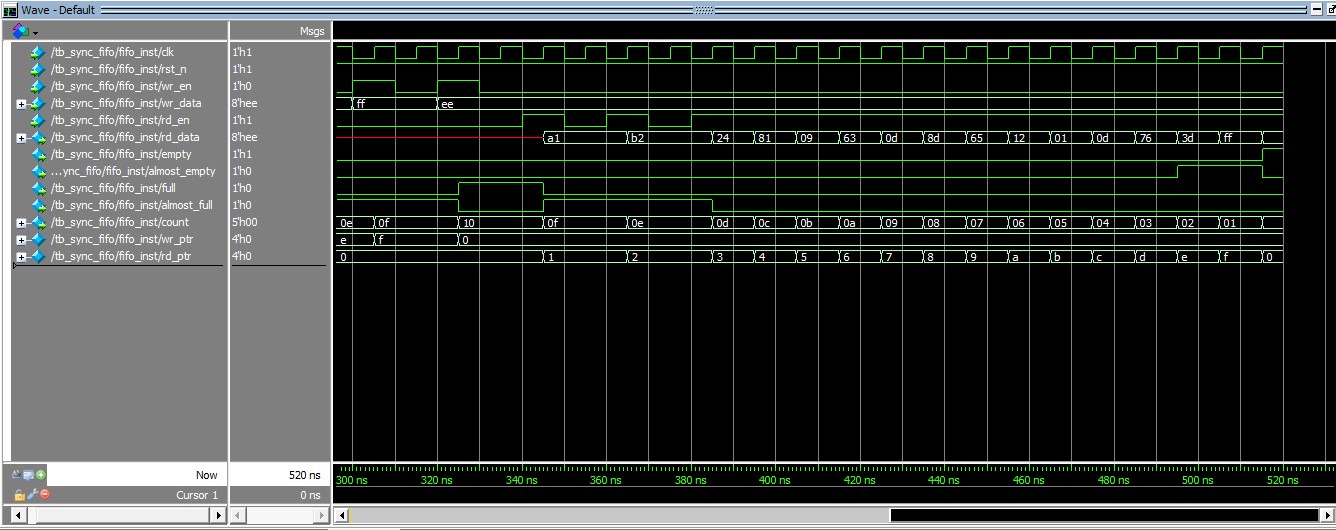 Wave - Default
Msgs
/tb_sync_fifo/fifo_inst/clk 1'h1
/tb_sync_fifo/fifo_inst/rst_n 1'h1
/tb_sync_fifo/fifo_inst/wr_en 1'h0
/tb_sync_fifo/fifo_inst/wr_data 8'hee ff ee
/tb_sync_fifo/fifo_inst/rd_en 1'h1
/tb_sync_fifo/fifo_inst/rd_data 8'hee a1 b2 24 81 09 63 0d 8d 65 12 01 0d 76 3d ff
/tb_sync_fifo/fifo_inst/empty 1'h1
...ync_fifo/fifo_inst/almost_empty 1'h0
/tb_sync_fifo/fifo_inst/full 1'h0
/tb_sync_fifo/fifo_inst/almost_full 1'h0
/tb_sync_fifo/fifo_inst/count 5'h00 0e 0f 10 0f 0e 0d 0c 0b 0a 09 08 07 06 05 04 03 02 01
/tb_sync_fifo/fifo_inst/wr_ptr 4'h0 e f 0
/tb_sync_fifo/fifo_inst/rd_ptr 4'h0 0 1 2 3 4 5 6 7 8 9 a b c d e f 0
Now 520 ns 300 ns 320 ns 340 ns 360 ns 380 ns 400 ns 420 ns 440 ns 460 ns 480 ns 500 ns 520 ns
Cursor 1 0 ns